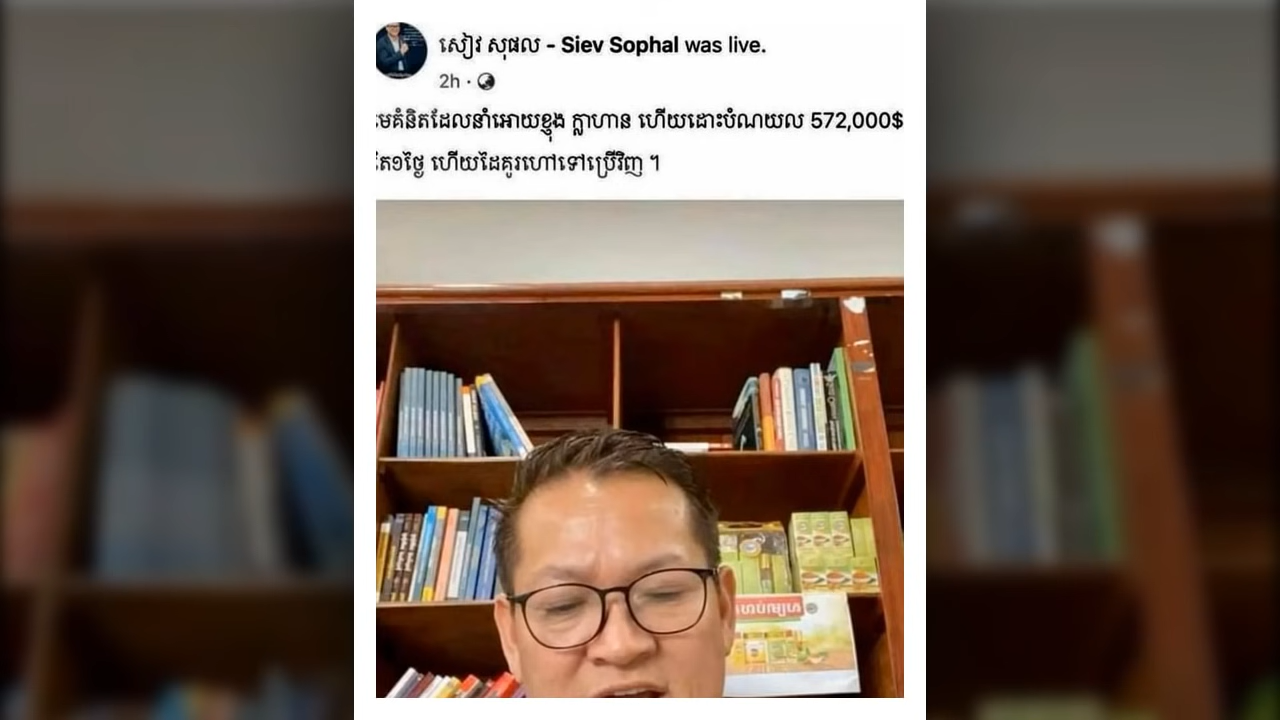 សៀវ សុផល - Siev Sophal was live.
2h ·
មេគំនិតដែលនាំអោយខ្ញុំង ក្លាហាន ហើយដោះបំណយល 572,000$
តែ១ថ្ងៃ ហើយដៃគូរហៅទៅប្រើវិញ ។